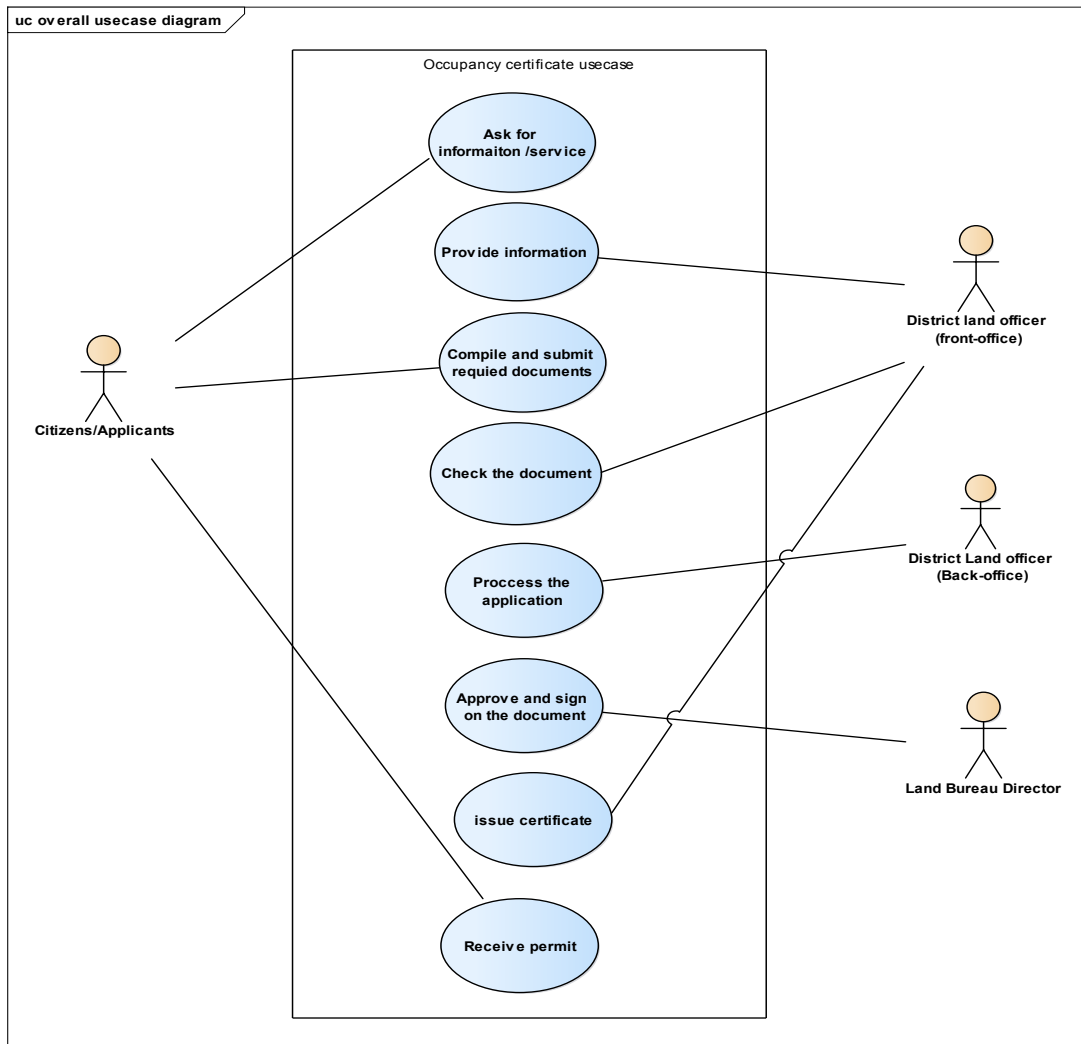 uc overall usecase diagram
Occupancy certificate usecase
Ask for
informaiton /service
Provide information
District land officer
(front-office)
Compile and submit
requied documents
Citizens/Applicants
Check the document
District Land officer
(Back-office)
Proccess the
application
Approve and sign
on the document
Land Bureau Director
issue certificate
Receive permit